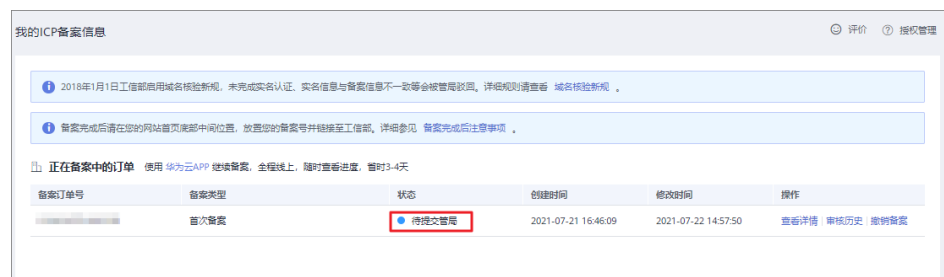 我的ICP备案信息 评价 授权管理
2018年1月1日工信部启用域名核验新规，未完成实名认证、实名信息与备案信息不一致等会被管局驳回。详细规则请查看 域名核验新规 。
备案完成后请在您的网站首页底部中间位置，放置您的备案号并链接至工信部。详细参见 备案完成后注意事项 。
正在备案中的订单 使用 华为云APP 继续备案，全程线上，随时查看进度，省时3-4天
备案订单号 备案类型 状态 创建时间 修改时间 操作
首次备案 待提交管局 2021-07-21 16:46:09 2021-07-22 14:57:50 查看详情 审核历史 撤销备案